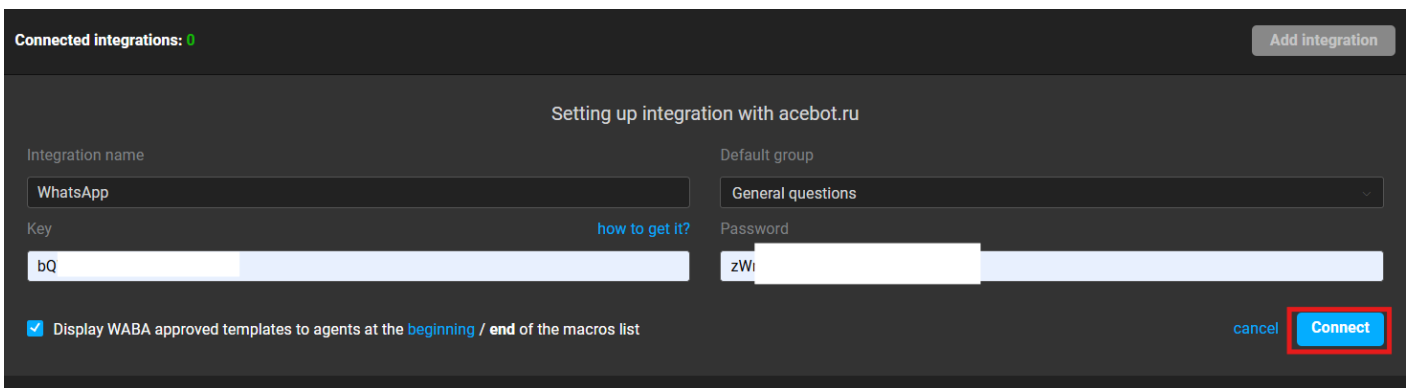 Connected integrations: 0
Add integration
Setting up integration with acebot.ru
Integration name
Default group
WhatsApp
General questions
Key
how to get it?
Password
bQ
Display WABA approved templates to agents at the beginning / end of the macros list
cancel
Connect